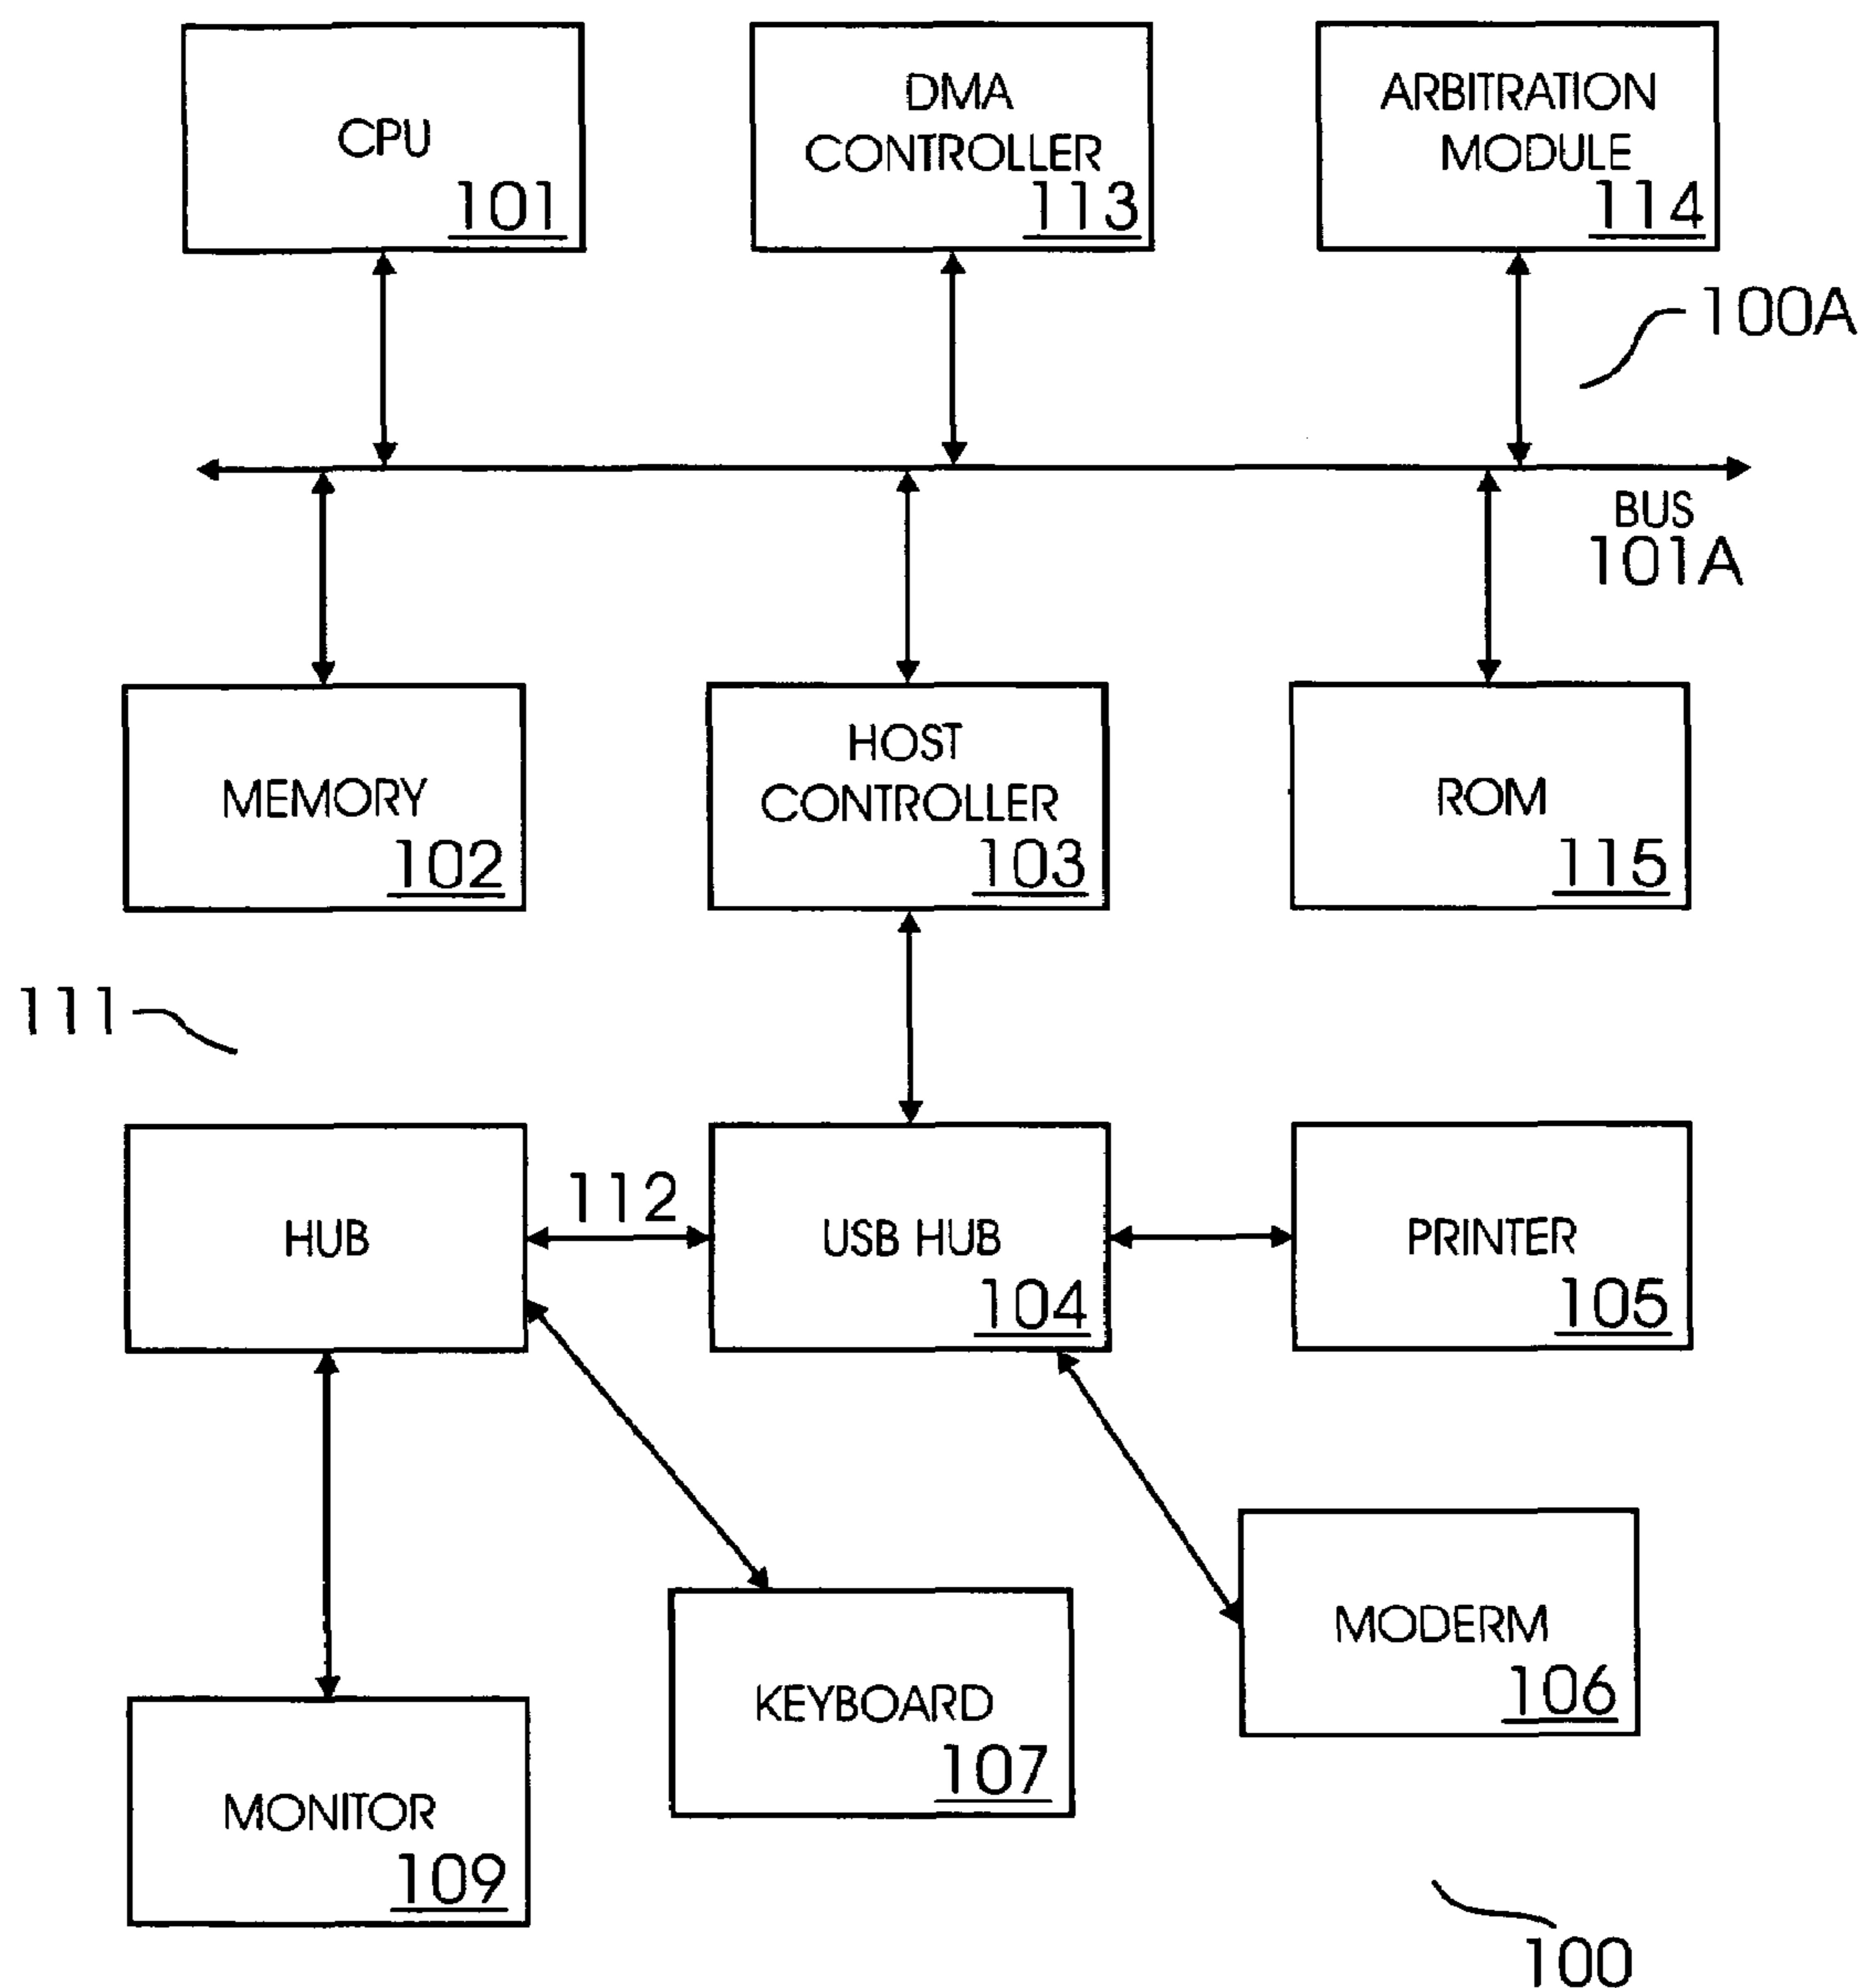 CPU
101
DMA
CONTROLLER
113
ARBITRATION
MODULE
114
100A
BUS
101A
MEMORY
102
HOST
CONTROLLER
103
ROM
115
111
HUB
112
USB HUB
104
PRINTER
105
MODERM
106
KEYBOARD
107
MONITOR
109
100